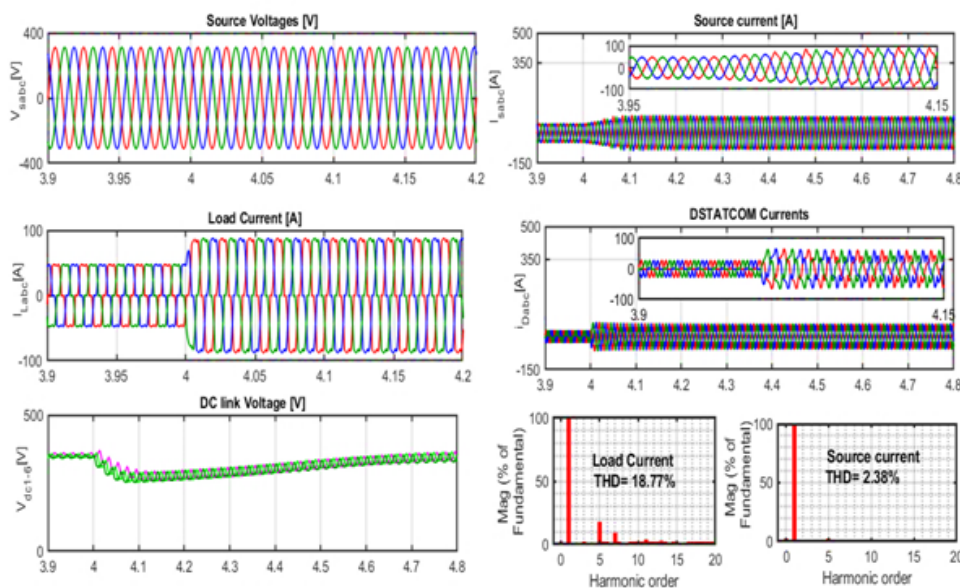 Source Voltages [V]
400
0
-400
V_sabc[V]
3.9 3.95 4 4.05 4.1 4.15 4.2
Source current [A]
500
350
-150
I_sabc[A]
100
0
-100
3.95 4.15
3.9 4 4.1 4.2 4.3 4.4 4.5 4.6 4.7 4.8
Load Current [A]
100
0
-100
i_Labc[A]
3.9 3.95 4 4.05 4.1 4.15 4.2
DSTATCOM Currents
500
350
-150
i_Dabc[A]
100
0
-100
3.9 4.15
3.9 4 4.1 4.2 4.3 4.4 4.5 4.6 4.7 4.8
DC link Voltage [V]
500
0
V_dc1-6[V]
3.9 4 4.1 4.2 4.3 4.4 4.5 4.6 4.7 4.8
100
50
0
Mag (% of
Fundamental)
Load Current
THD= 18.77%
0 5 10 15 20
Harmonic order
100
50
0
Mag (% of
Fundamental)
Source current
THD= 2.38%
0 10 20
Harmonic order